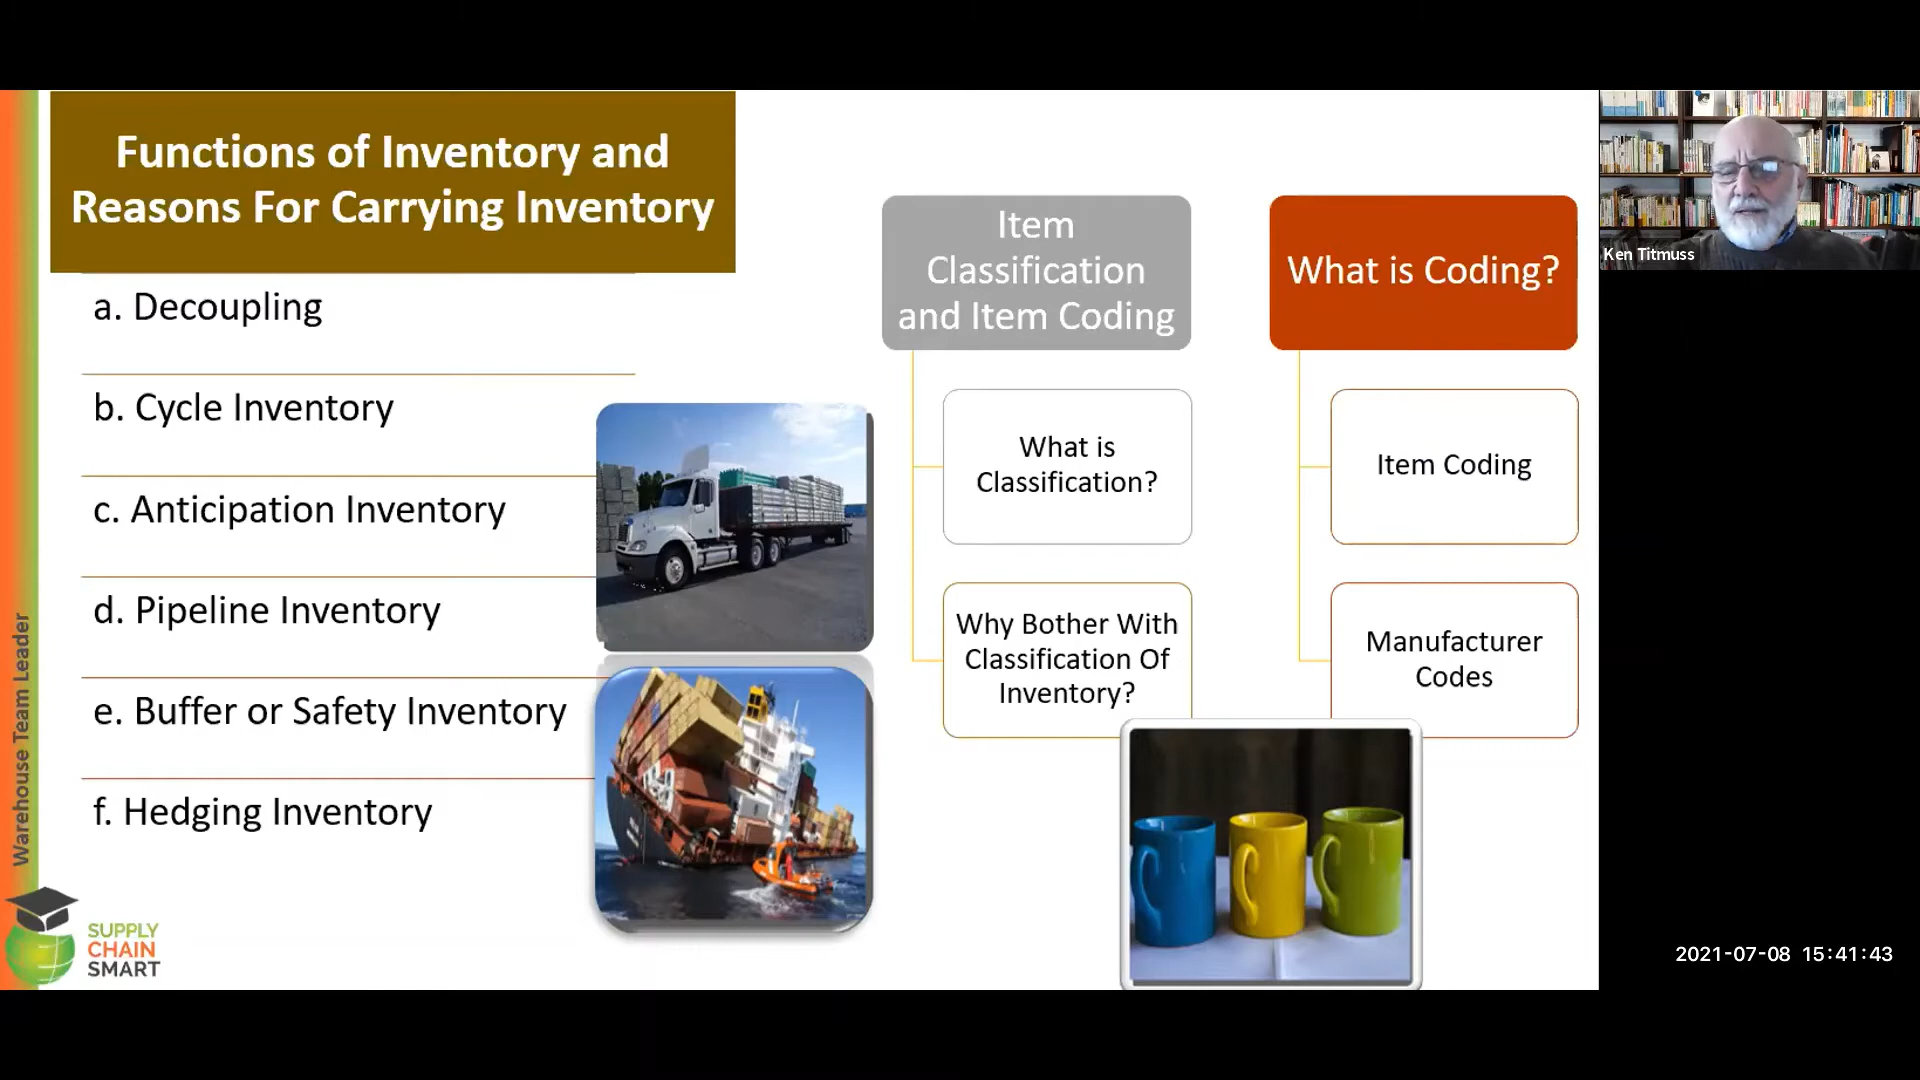 Functions of Inventory and
Reasons For Carrying Inventory
a. Decoupling
b. Cycle Inventory
c. Anticipation Inventory
d. Pipeline Inventory
e. Buffer or Safety Inventory
f. Hedging Inventory
Item
Classification
and Item Coding
What is
Classification?
Why Bother With
Classification Of
Inventory?
What is Coding?
Item Coding
Manufacturer
Codes
Ken Titmuss
Warehouse Team Leader
SUPPLY
CHAIN
SMART
2021-07-08 15:41:43